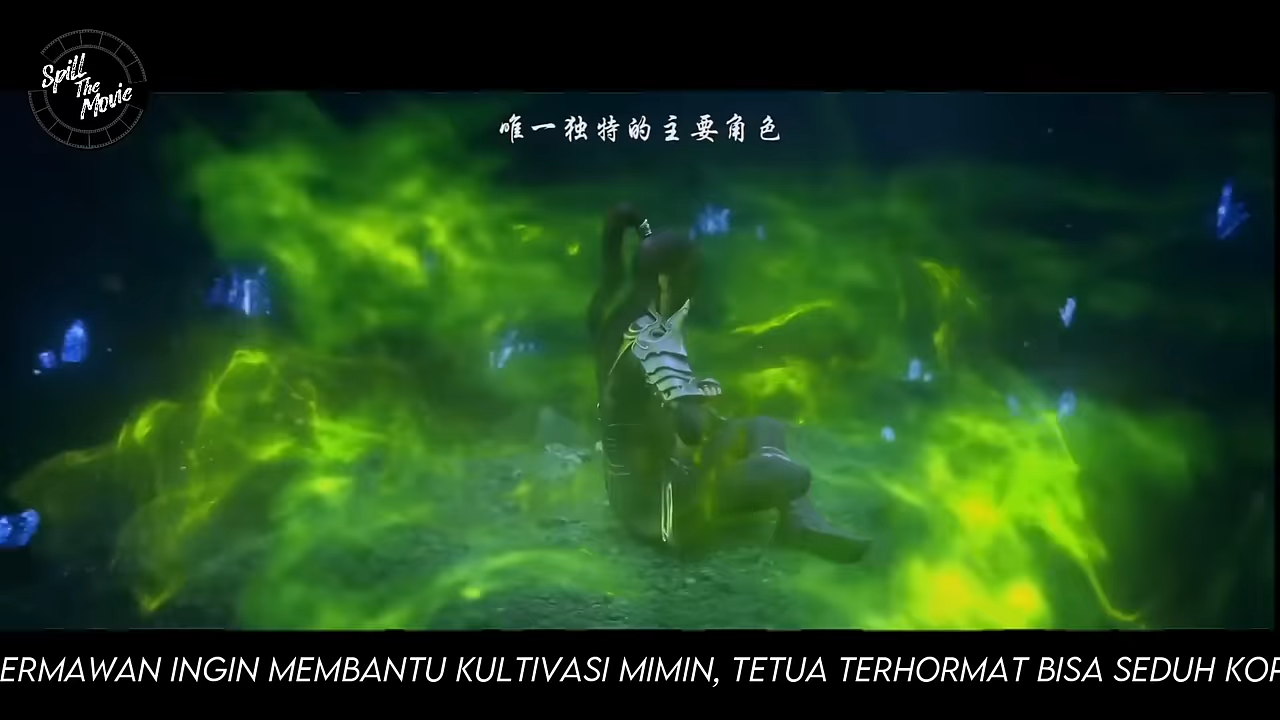 Spill
The
Movie
唯一独特的主要角色
ERMAWAN INGIN MEMBANTU KULTIVASI MIMIN, TETUA TERHORMAT BISA SEDUH KOP